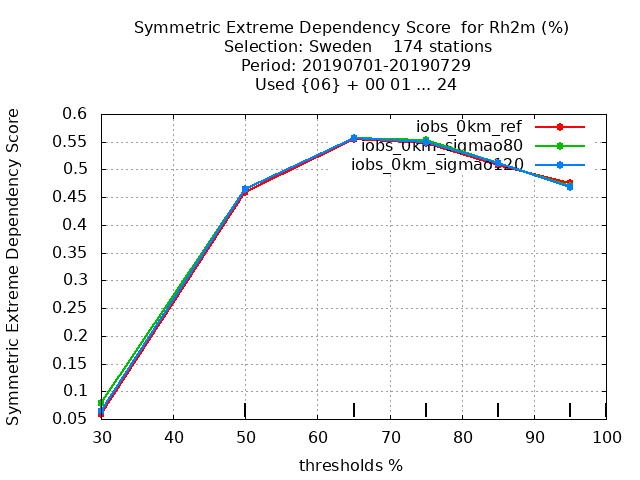 Symmetric Extreme Dependency Score for Rh2m (%)
Selection: Sweden 174 stations
Period: 20190701-20190729
Used {06} + 00 01 ... 24
Symmetric Extreme Dependency Score
0.6
0.55
0.5
0.45
0.4
0.35
0.3
0.25
0.2
0.15
0.1
0.05
iobs_0km_ref
iobs_0km_sigmao80
iobs_0km_sigmao120
30 40 50 60 70 80 90 100
thresholds %